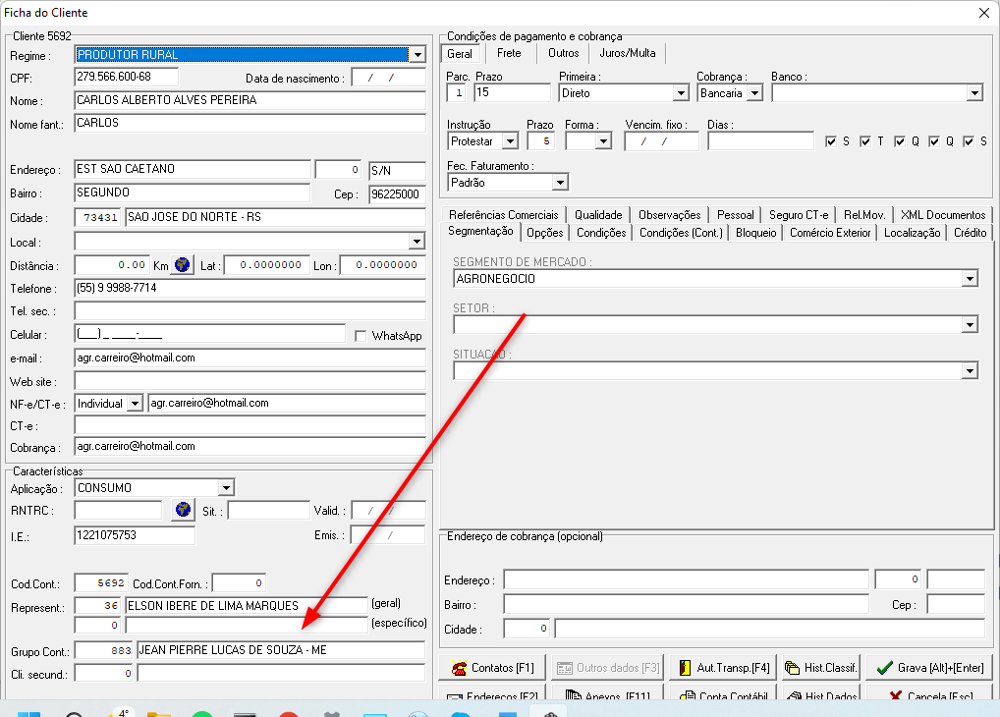 Ficha do Cliente
Cliente 5692
Regime : PRODUTOR RURAL
CPF: 279.566.600-68 Data de nascimento : / /
Nome : CARLOS ALBERTO ALVES PEREIRA
Nome fant.: CARLOS
Endereço : EST SAO CAETANO 0 S/N
Bairro : SEGUNDO Cep : 96225000
Cidade : 73431 SAO JOSE DO NORTE - RS
Local :
Distância : 0.00 Km Lat : 0.0000000 Lon : 0.0000000
Telefone : (55) 9 9988-7714
Tel. sec. :
Celular : (___) _ ____-____ WhatsApp
e-mail : agr.carreiro@hotmail.com
Web site :
NF-e/CT-e : Individual agr.carreiro@hotmail.com
CT-e :
Cobrança : agr.carreiro@hotmail.com
Características
Aplicação : CONSUMO
RNTRC : Sit. : Valid. : / /
I.E.: 1221075753 Emis. : /
Cod.Cont.: 5692 Cod.Cont.Forn. : 0
Represent.: 36 ELSON IBERE DE LIMA MARQUES (geral)
0 (específico)
Grupo Cont.: 883 JEAN PIERRE LUCAS DE SOUZA - ME
Cli. secund.: 0
Condições de pagamento e cobrança
Geral Frete Outros Juros/Multa
Parc. Prazo Primeira : Cobrança : Banco :
1 15 Direto Bancaria
Instrução Prazo Forma : Vencim. fixo : Dias :
Protestar 5 / / S T Q Q S
Fec. Faturamento :
Padrão
Referências Comerciais Qualidade Observações Pessoal Seguro CT-e Rel.Mov. XML Documentos
Segmentação Opções Condições Condições (Cont.) Bloqueio Comércio Exterior Localização Crédito
SEGMENTO DE MERCADO :
AGRONEGOCIO
SETOR :
SITUACAO :
Endereço de cobrança (opcional)
Endereço : 0
Bairro : Cep :
Cidade : 0
Contatos [F1] Outros dados [F3] Aut.Transp.[F4] Hist.Classif. Grava [Alt]+[Enter]
Endereços [F2] Anexos [F11] Conta Contábil Hist.Dados Cancela [Esc]
4°